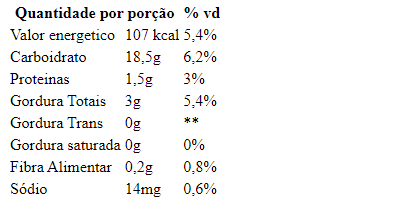 Quantidade por porção % vd
Valor energetico 107 kcal 5,4%
Carboidrato 18,5g 6,2%
Proteinas 1,5g 3%
Gordura Totais 3g 5,4%
Gordura Trans 0g **
Gordura saturada 0g 0%
Fibra Alimentar 0,2g 0,8%
Sódio 14mg 0,6%